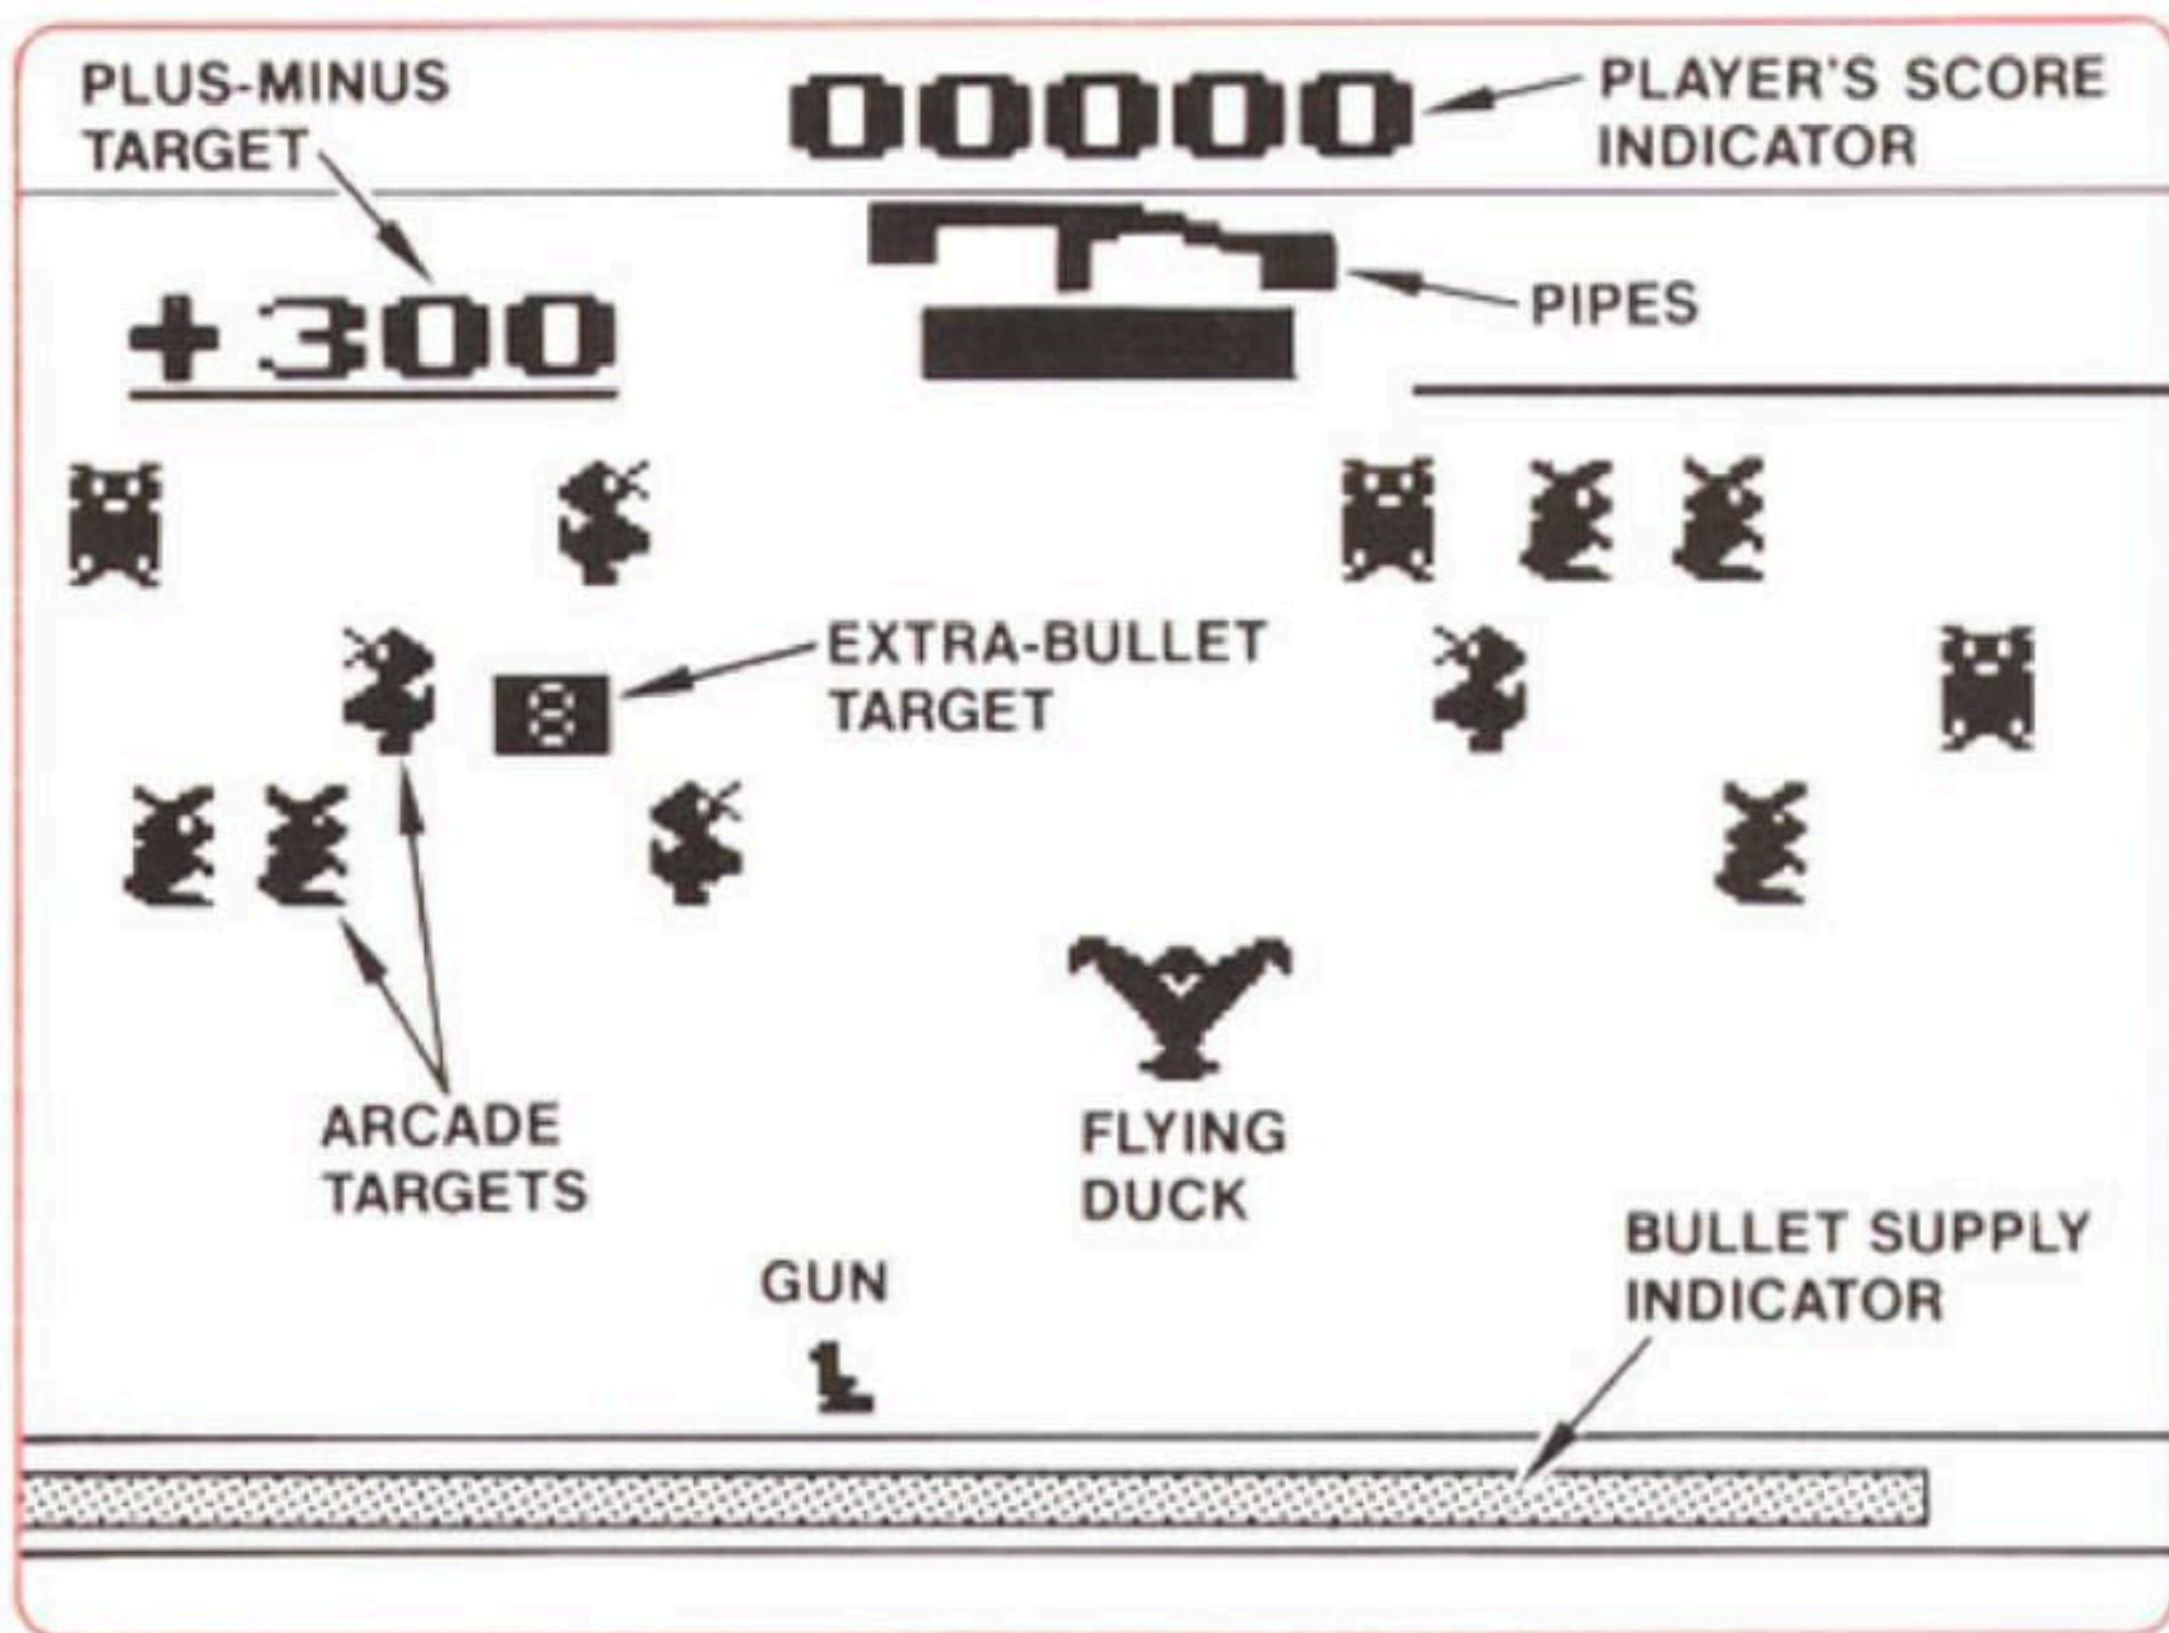 PLUS-MINUS
TARGET
00000
PLAYER'S SCORE
INDICATOR
+300
PIPES
EXTRA-BULLET
TARGET
8
ARCADE
TARGETS
FLYING
DUCK
GUN
BULLET SUPPLY
INDICATOR